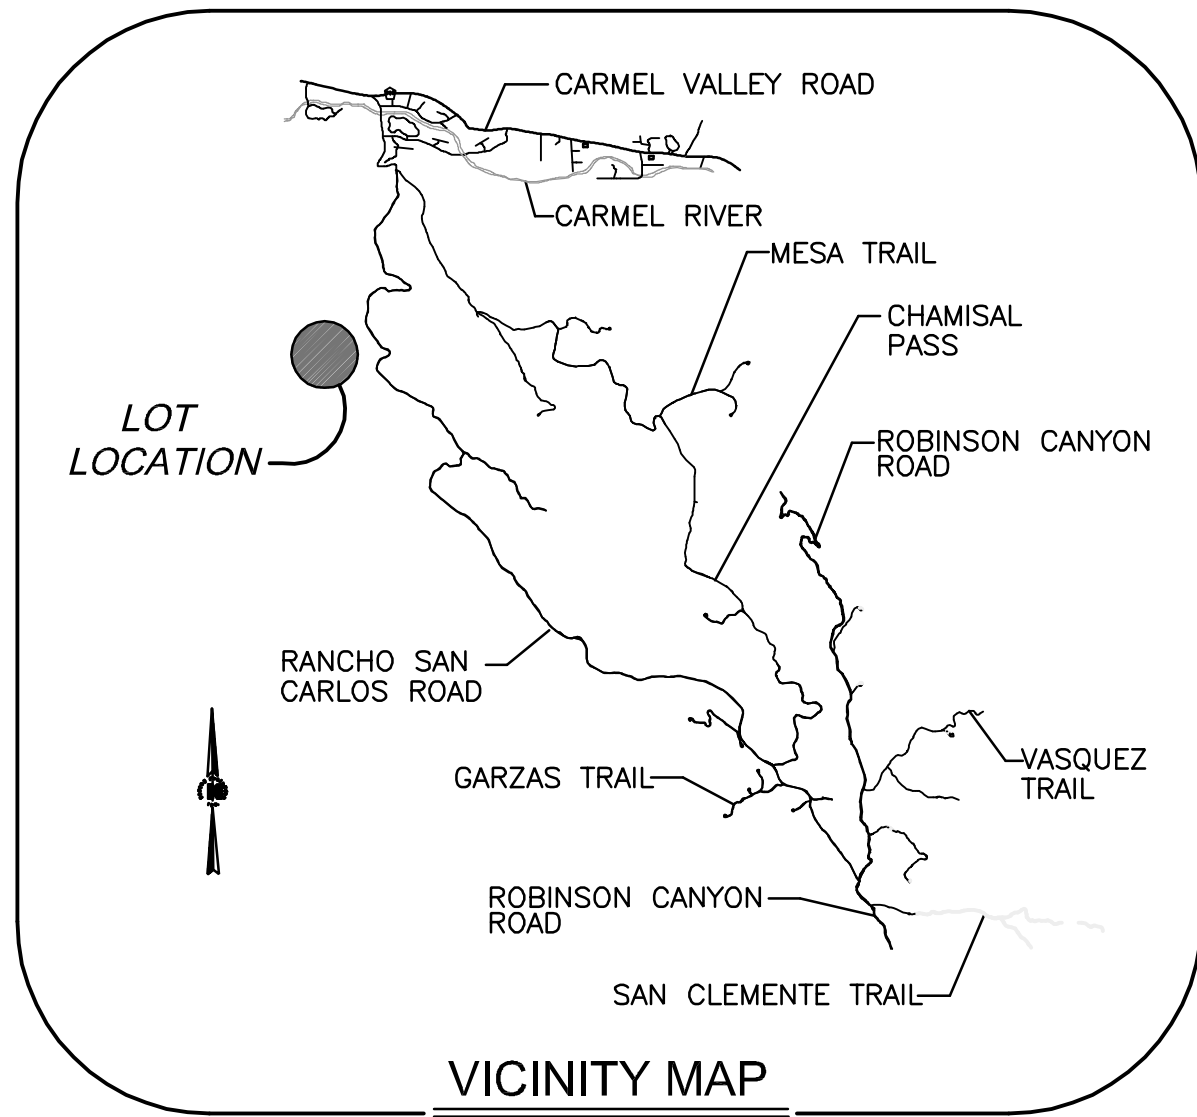 CARMEL VALLEY ROAD
CARMEL RIVER
MESA TRAIL
CHAMISAL
PASS
LOT
LOCATION
ROBINSON CANYON
ROAD
RANCHO SAN
CARLOS ROAD
VASQUEZ
TRAIL
GARZAS TRAIL
ROBINSON CANYON
ROAD
SAN CLEMENTE TRAIL
VICINITY MAP